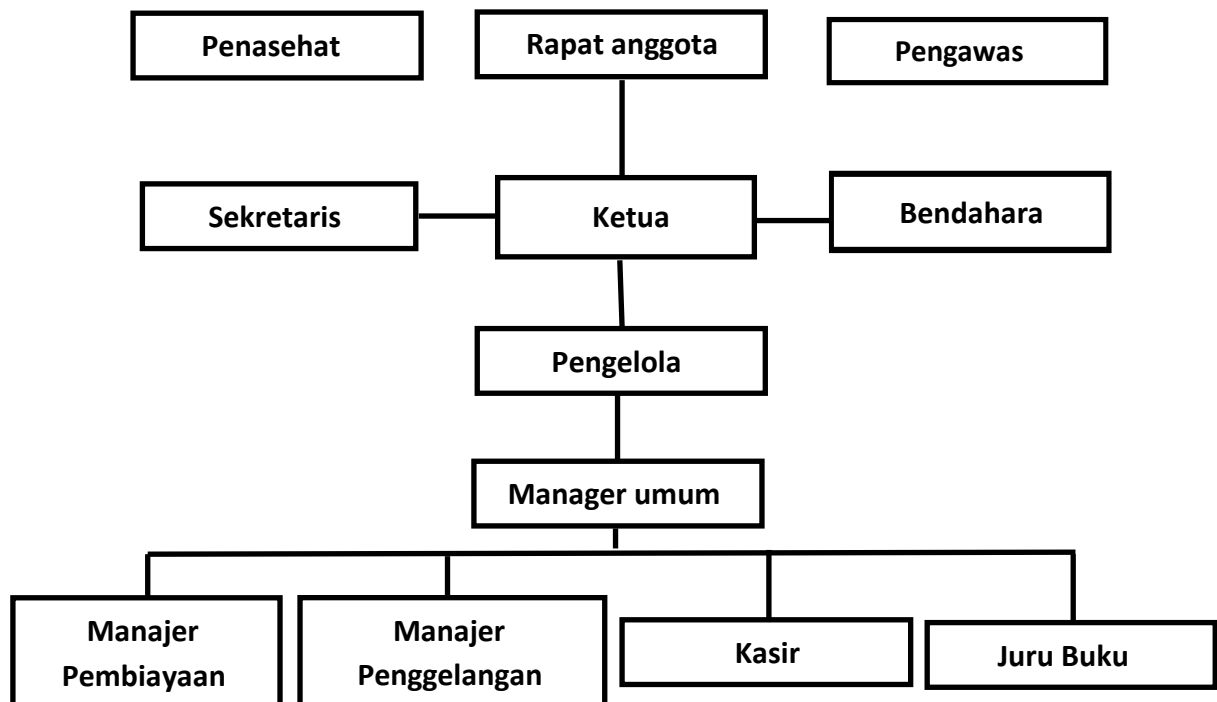 Penasehat
Rapat anggota
Pengawas
Sekretaris
Ketua
Bendahara
Pengelola
Manager umum
Manajer
Pembiayaan
Manajer
Penggelangan
Kasir
Juru Buku